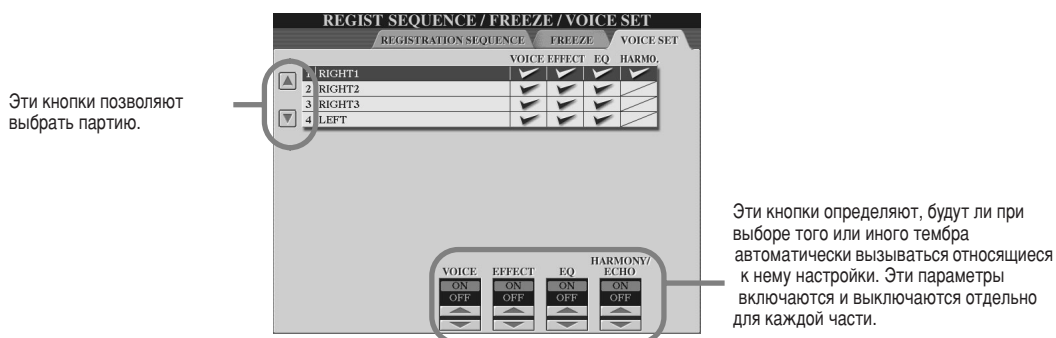 REGIST SEQUENCE / FREEZE / VOICE SET
REGISTRATION SEQUENCE FREEZE VOICE SET
VOICE EFFECT EQ HARMO.
1 RIGHT1
2 RIGHT2
3 RIGHT3
4 LEFT
Эти кнопки позволяют
выбрать партию.
Эти кнопки определяют, будут ли при
выборе того или иного тембра
автоматически вызываться относящиеся
к нему настройки. Эти параметры
включаются и выключаются отдельно
для каждой части.
VOICE EFFECT EQ HARMONY/
ECHO
ON ON ON ON
OFF OFF OFF OFF